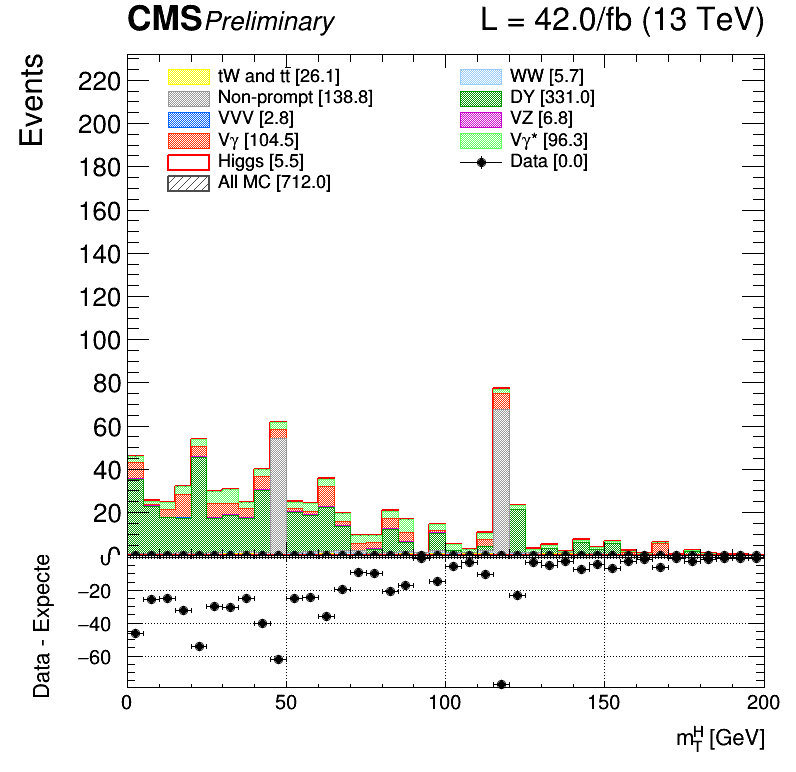 CMS Preliminary L = 42.0/fb (13 TeV)
Events
220
200
180
160
140
120
100
80
60
40
20
0
tW and tt̄ [26.1]
Non-prompt [138.8]
VVV [2.8]
Vγ [104.5]
Higgs [5.5]
All MC [712.0]
WW [5.7]
DY [331.0]
VZ [6.8]
Vγ* [96.3]
Data [0.0]
Data - Expecte
0
−20
−40
−60
0 50 100 150 200
m_T^H [GeV]